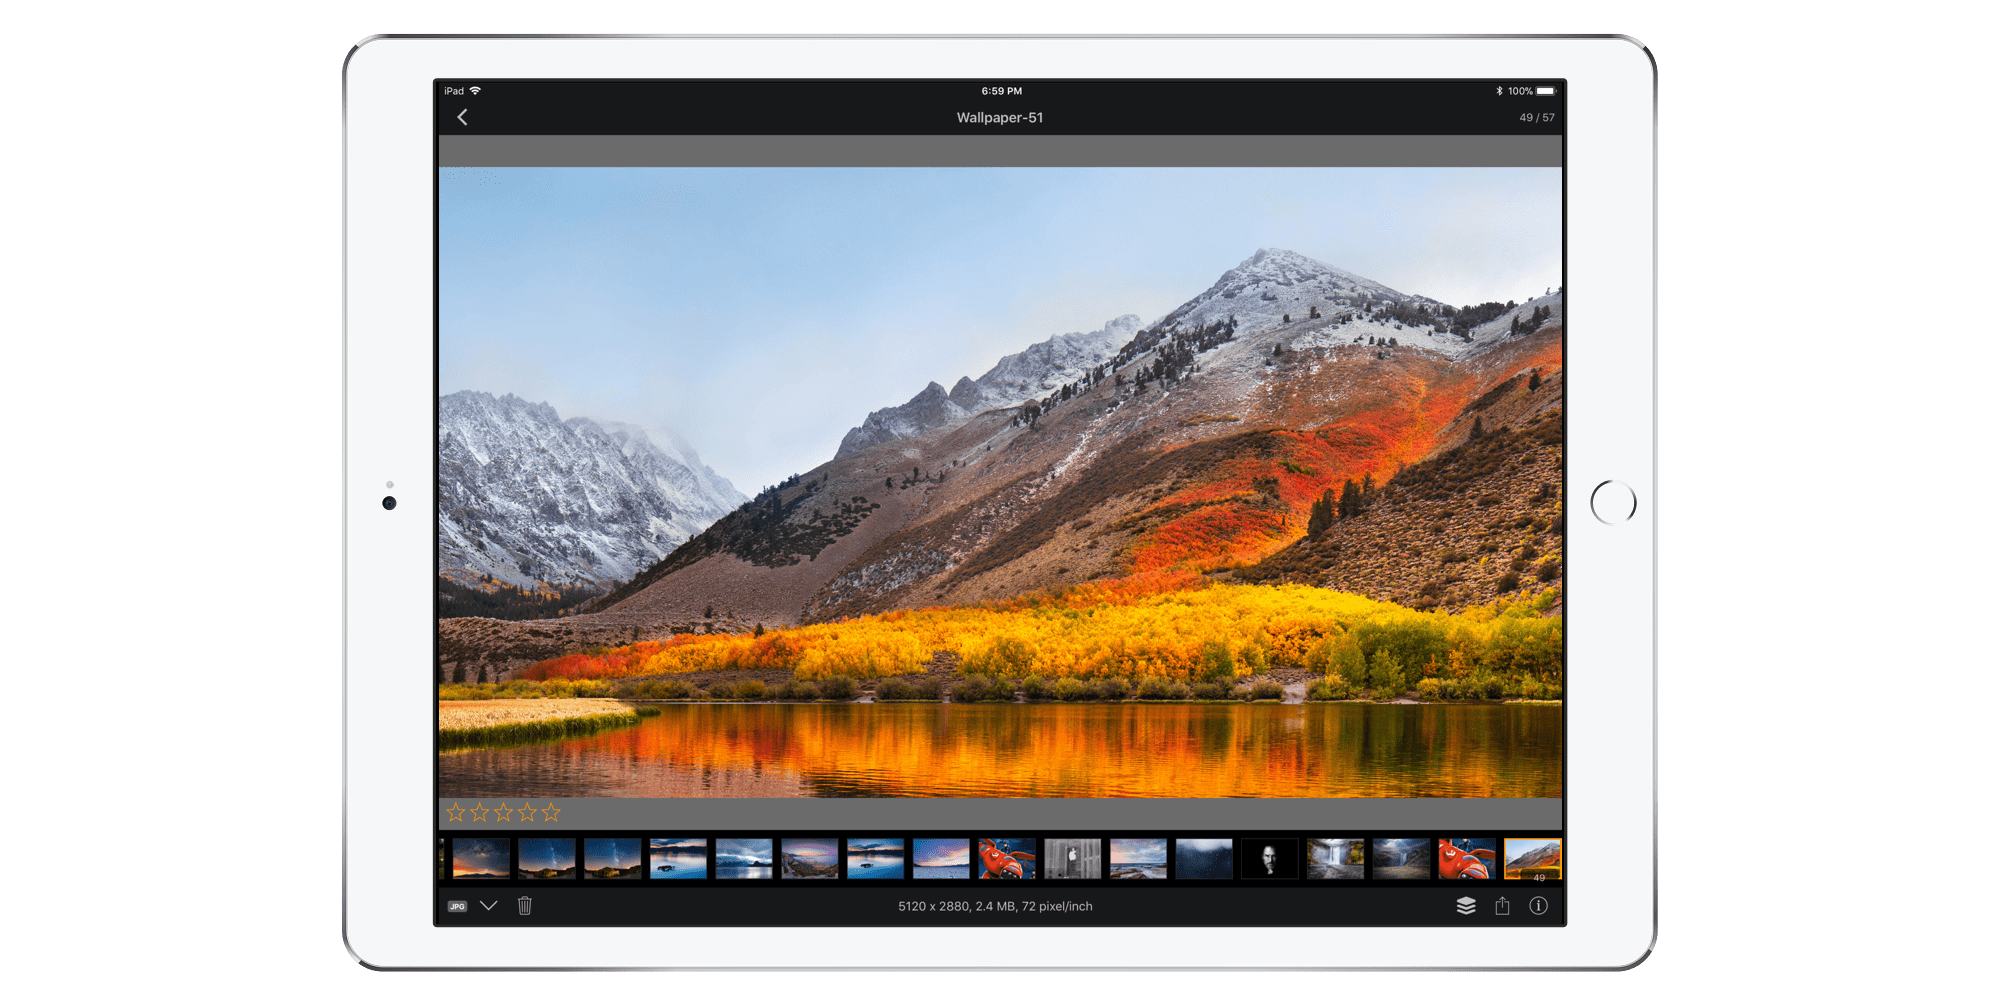 iPad
6:59 PM
100%
Wallpaper-51
49 / 57
49
JPG
5120 x 2880, 2.4 MB, 72 pixel/inch